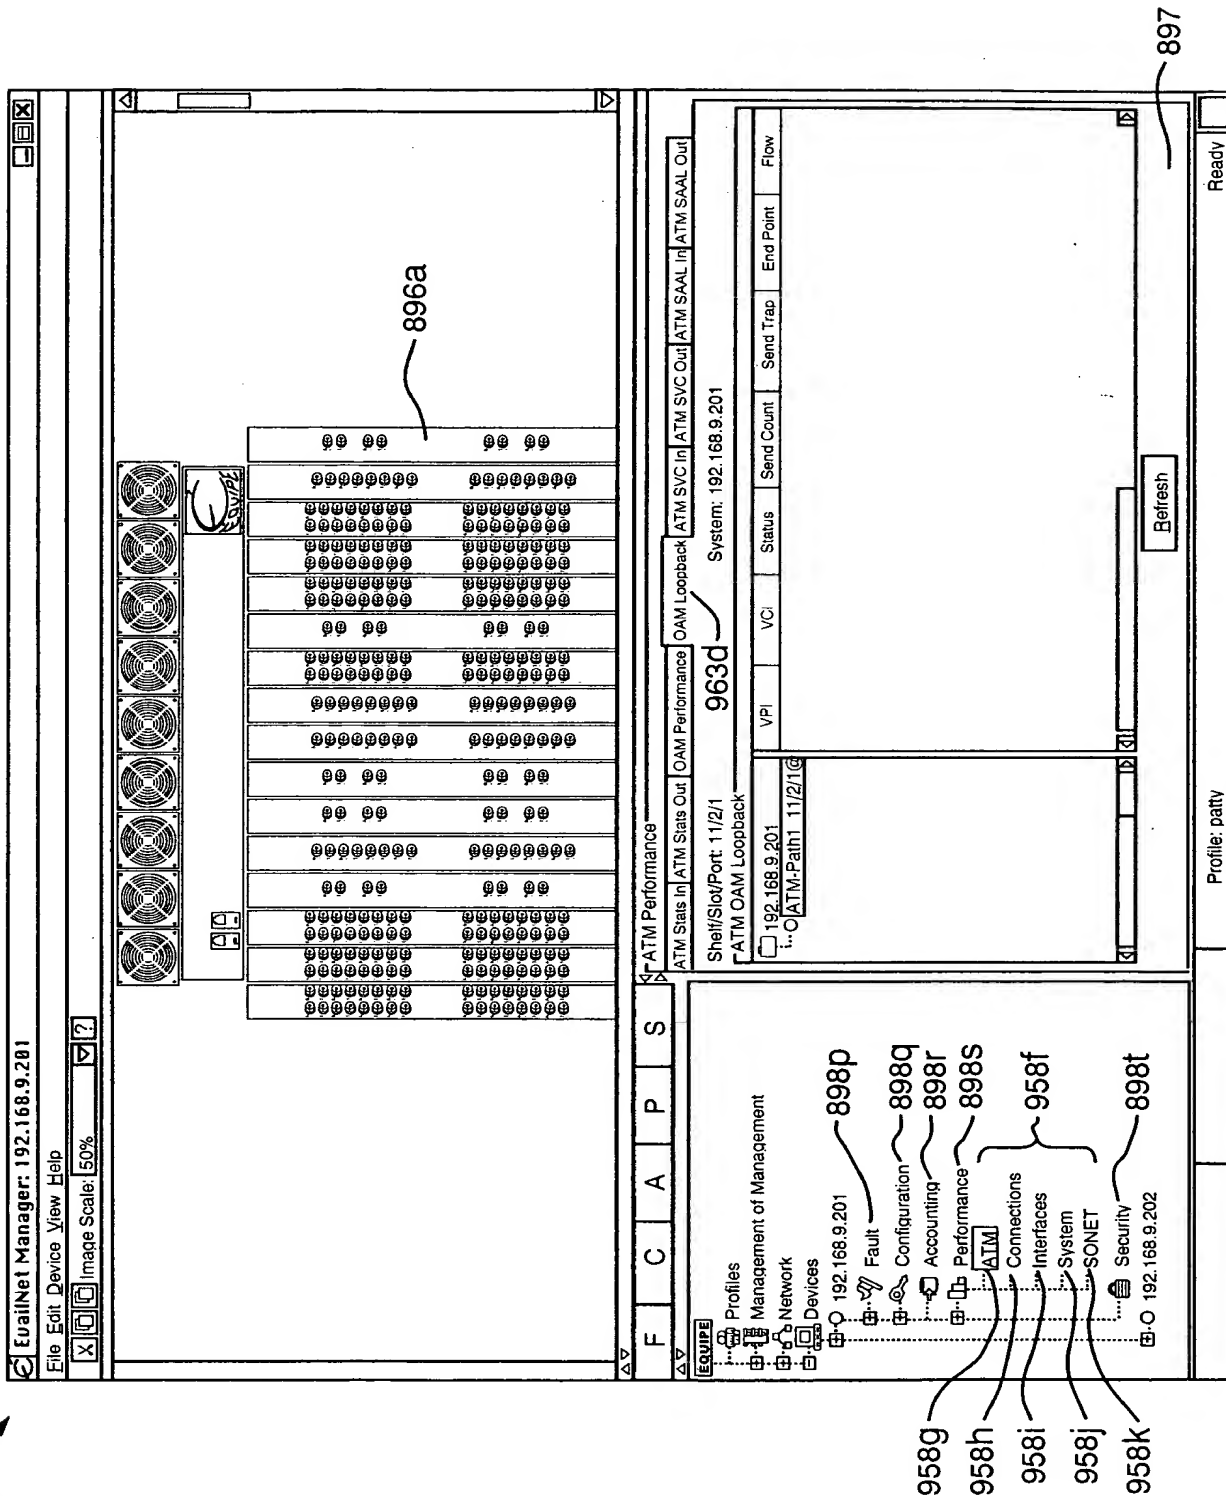 EvailNet Manager: 192.168.9.201
File Edit Device View Help
Image Scale: 50%
?
EQUIPE
896a
F C A P S
EQUIPE
Profiles
Management of Management
Network
Devices
192.168.9.201
Fault
Configuration
Accounting
Performance
ATM
Connections
Interfaces
System
SONET
Security
192.168.9.202
898p
898q
898r
898s
958f
898t
958g
958h
958i
958j
958k
ATM Performance
ATM Stats In ATM Stats Out OAM Performance OAM Loopback ATM SVC In ATM SVC Out ATM SAAL In ATM SAAL Out
963d
Shelf/Slot/Port: 11/2/1 System: 192.168.9.201
ATM OAM Loopback
192.168.9.201
ATM-Path1 11/2/1@
VPI VCI Status Send Count Send Trap End Point Flow
Refresh
897
Profile: patty Ready